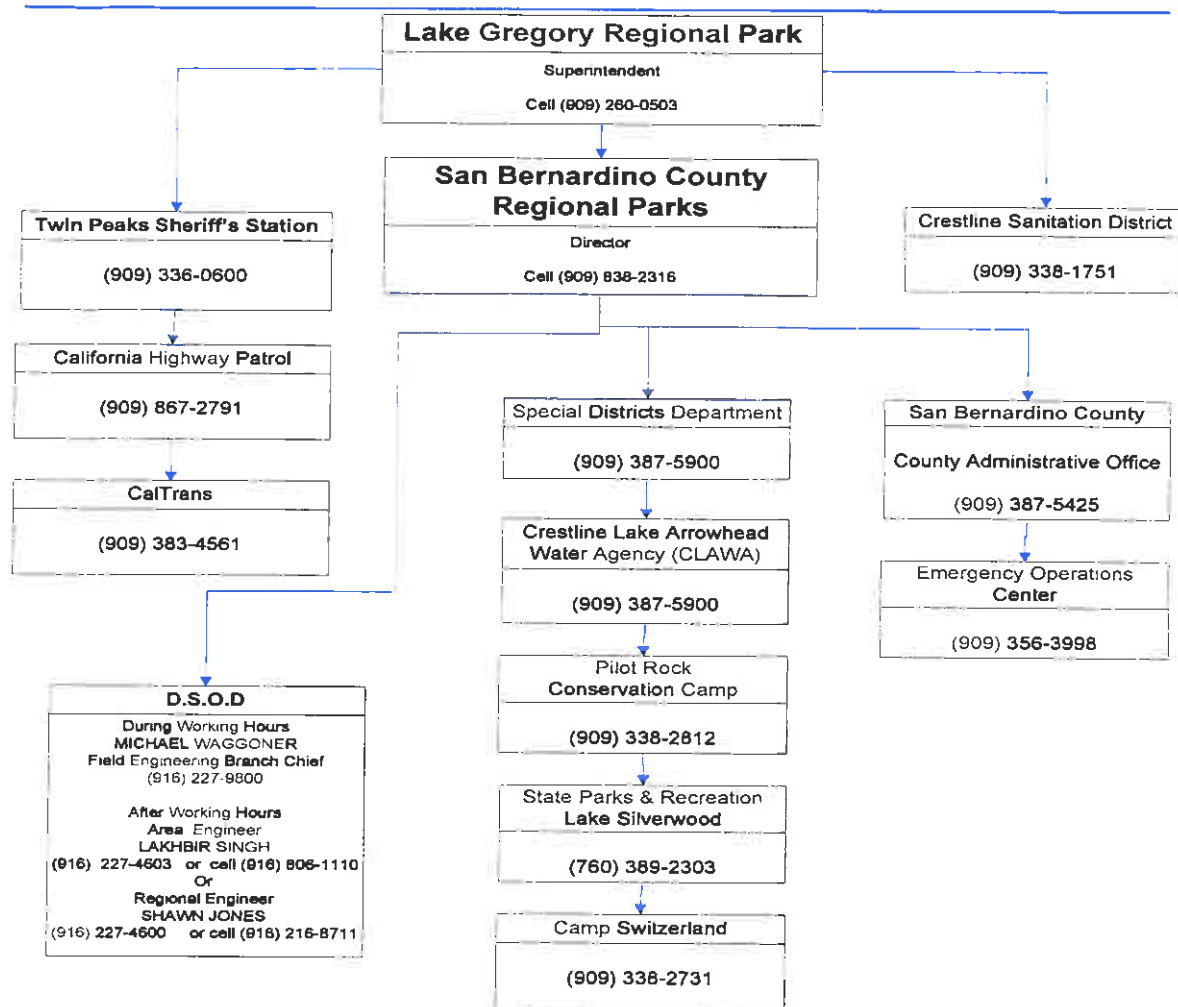 Lake Gregory Regional Park
Superintendent
Cell (909) 260-0503
San Bernardino County
Regional Parks
Director
Cell (909) 838-2316
Twin Peaks Sheriff's Station
(909) 336-0600
Crestline Sanitation District
(909) 338-1751
California Highway Patrol
(909) 867-2791
CalTrans
(909) 383-4561
Special Districts Department
(909) 387-5900
San Bernardino County
County Administrative Office
(909) 387-5425
Crestline Lake Arrowhead
Water Agency (CLAWA)
(909) 387-5900
Emergency Operations
Center
(909) 356-3998
Pilot Rock
Conservation Camp
(909) 338-2812
State Parks & Recreation
Lake Silverwood
(760) 389-2303
Camp Switzerland
(909) 338-2731
D.S.O.D
During Working Hours
MICHAEL WAGGONER
Field Engineering Branch Chief
(916) 227-9800
After Working Hours
Area Engineer
LAKHBIR SINGH
(916) 227-4603 or cell (916) 806-1110
Or
Regional Engineer
SHAWN JONES
(916) 227-4600 or cell (916) 216-8711